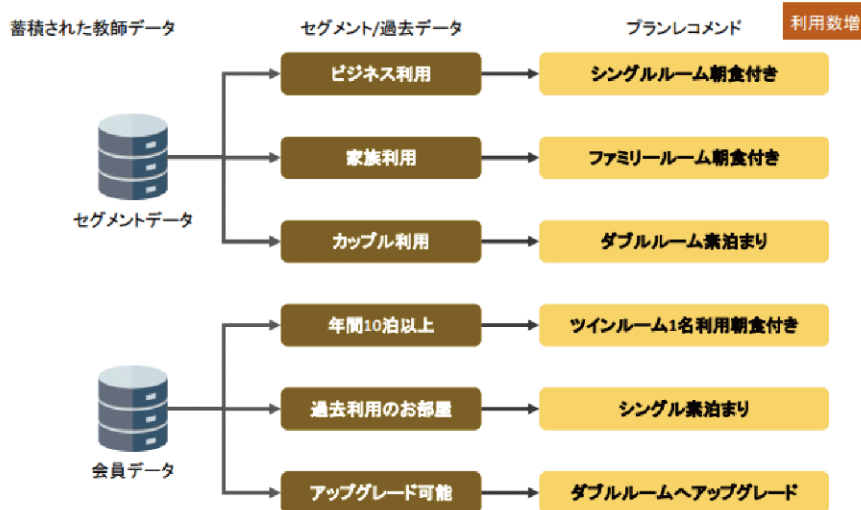 蓄積された教師データ
セグメント/過去データ
プランレコメンド
利用数増
ビジネス利用
シングルルーム朝食付き
家族利用
ファミリールーム朝食付き
セグメントデータ
カップル利用
ダブルルーム素泊まり
年間10泊以上
ツインルーム1名利用朝食付き
過去利用のお部屋
シングル素泊まり
会員データ
アップグレード可能
ダブルルームへアップグレード